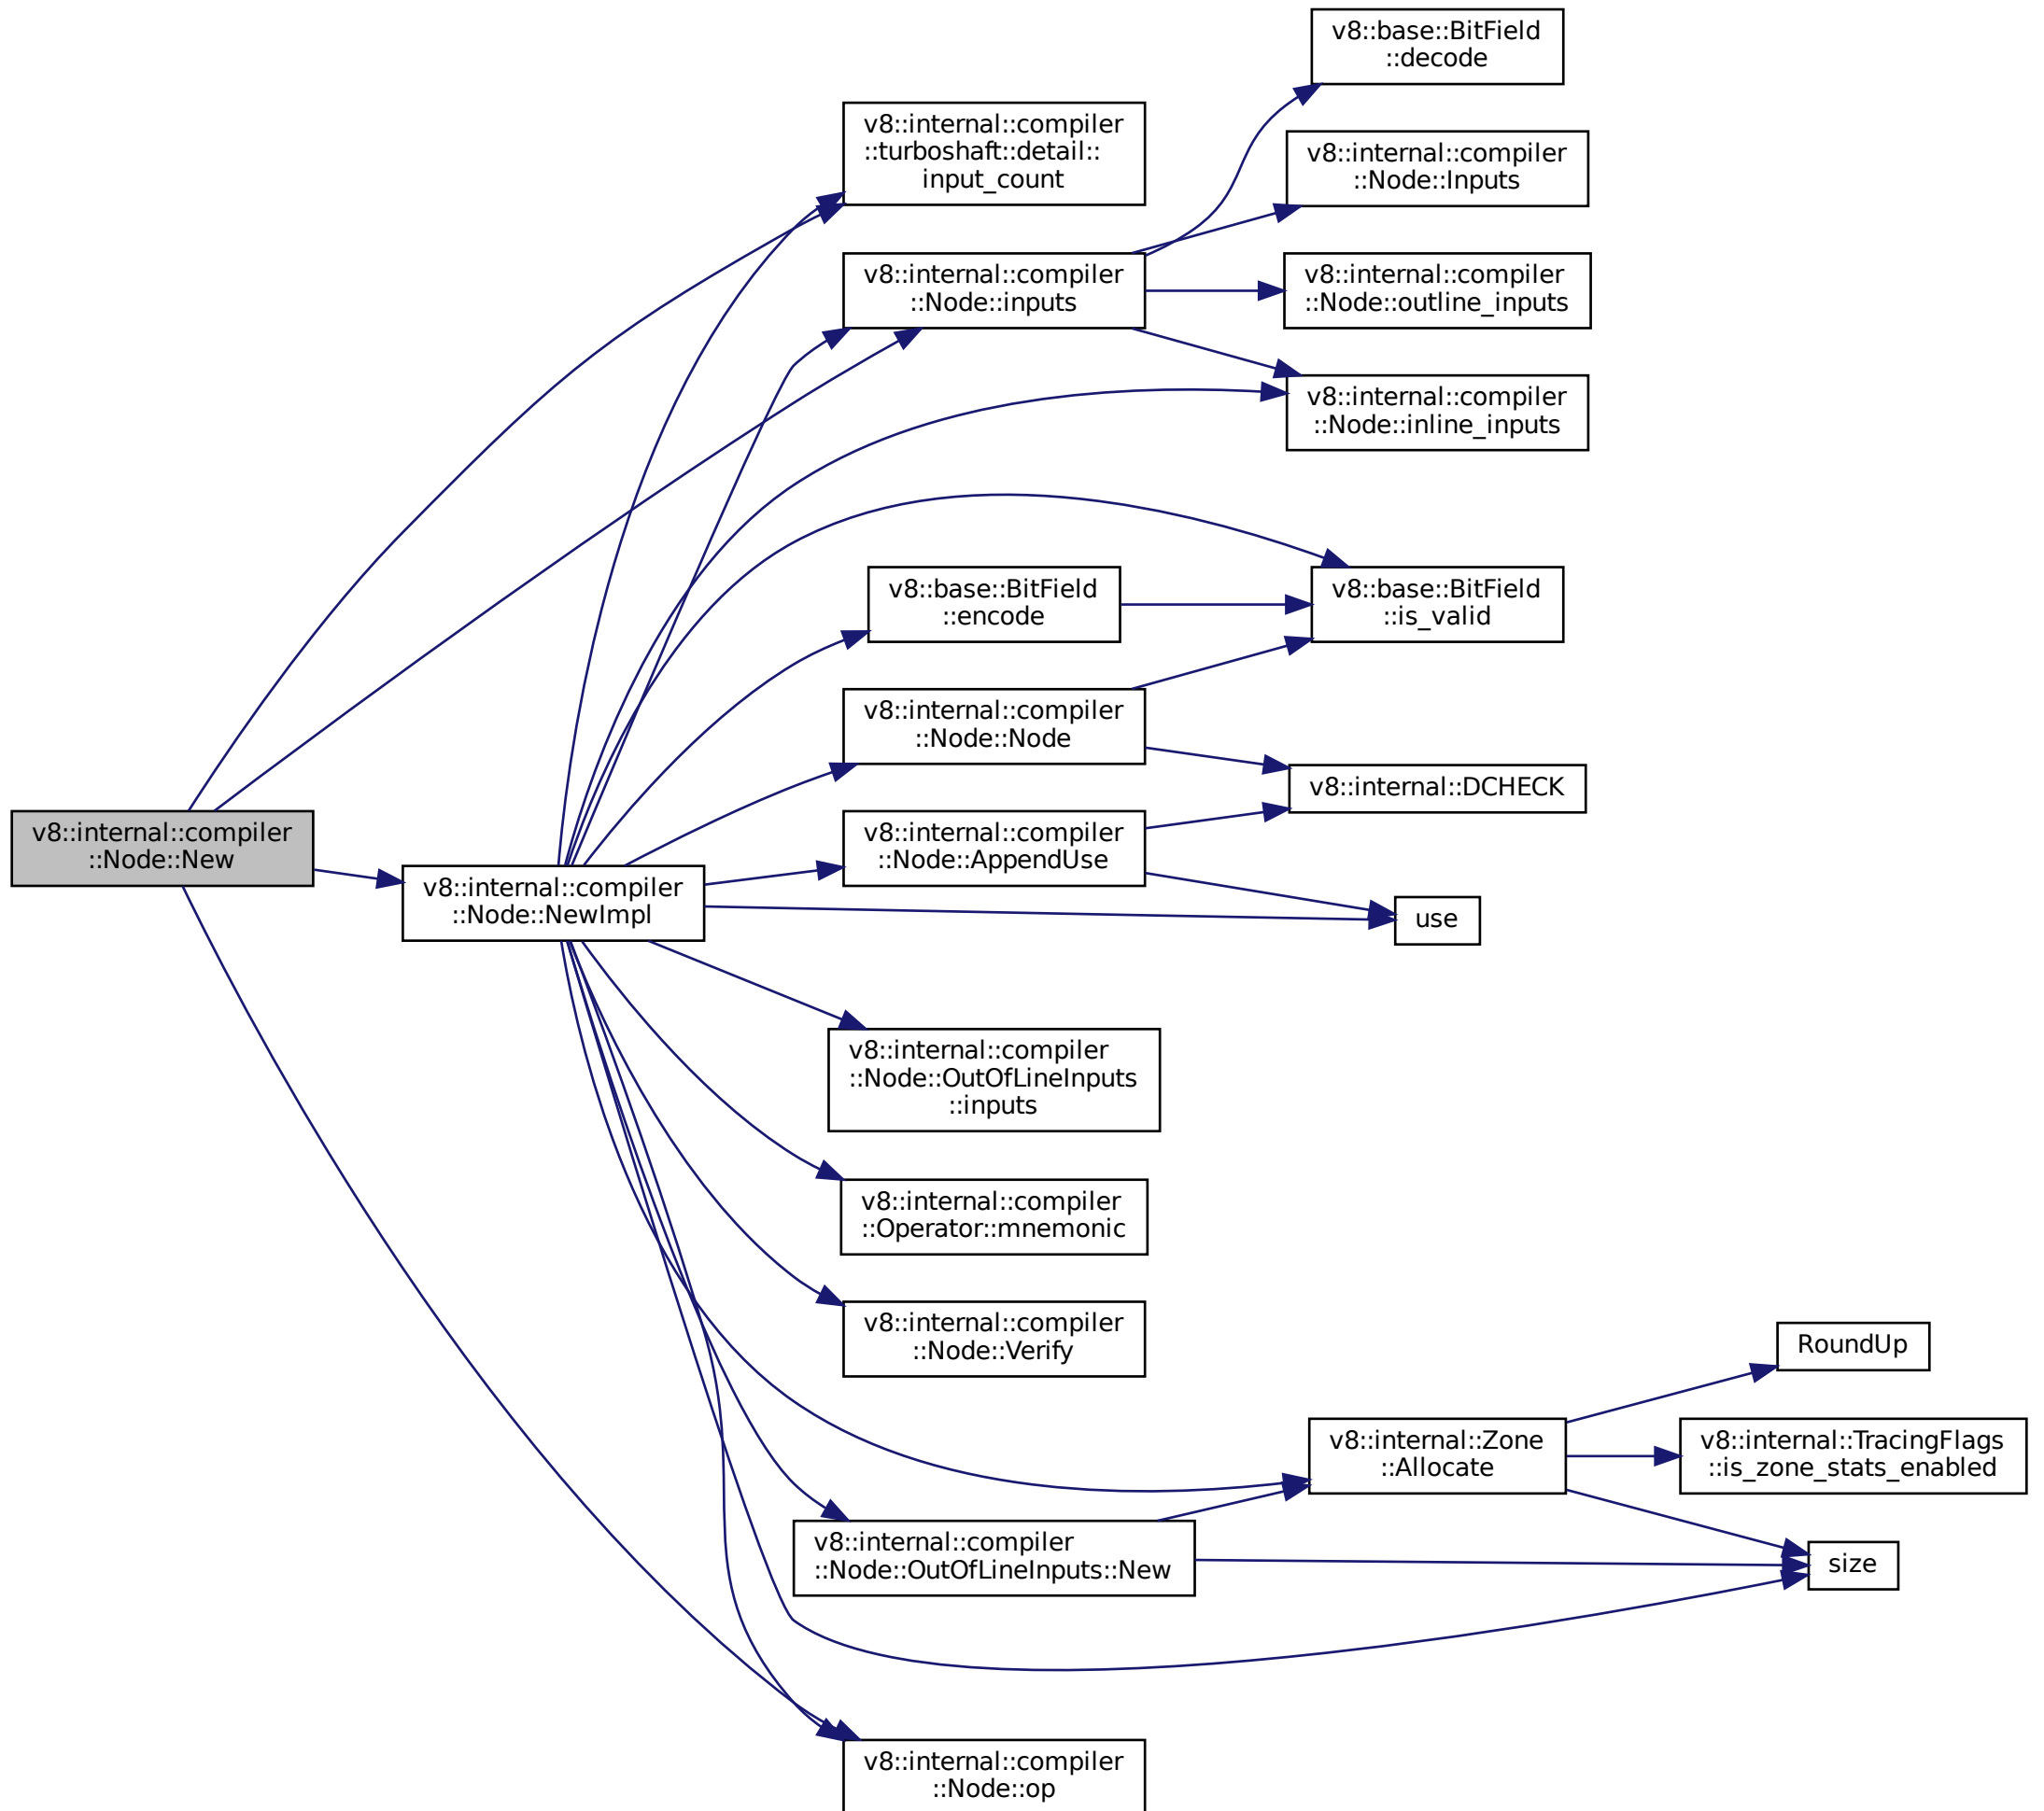 v8::base::BitField
::decode
v8::internal::compiler
::turboshaft::detail::
input_count
v8::internal::compiler
::Node::Inputs
v8::internal::compiler
::Node::inputs
v8::internal::compiler
::Node::outline_inputs
v8::internal::compiler
::Node::inline_inputs
v8::base::BitField
::encode
v8::base::BitField
::is_valid
v8::internal::compiler
::Node::Node
v8::internal::DCHECK
v8::internal::compiler
::Node::New
v8::internal::compiler
::Node::AppendUse
v8::internal::compiler
::Node::NewImpl
use
v8::internal::compiler
::Node::OutOfLineInputs
::inputs
v8::internal::compiler
::Operator::mnemonic
v8::internal::compiler
::Node::Verify
RoundUp
v8::internal::Zone
::Allocate
v8::internal::TracingFlags
::is_zone_stats_enabled
v8::internal::compiler
::Node::OutOfLineInputs::New
size
v8::internal::compiler
::Node::op